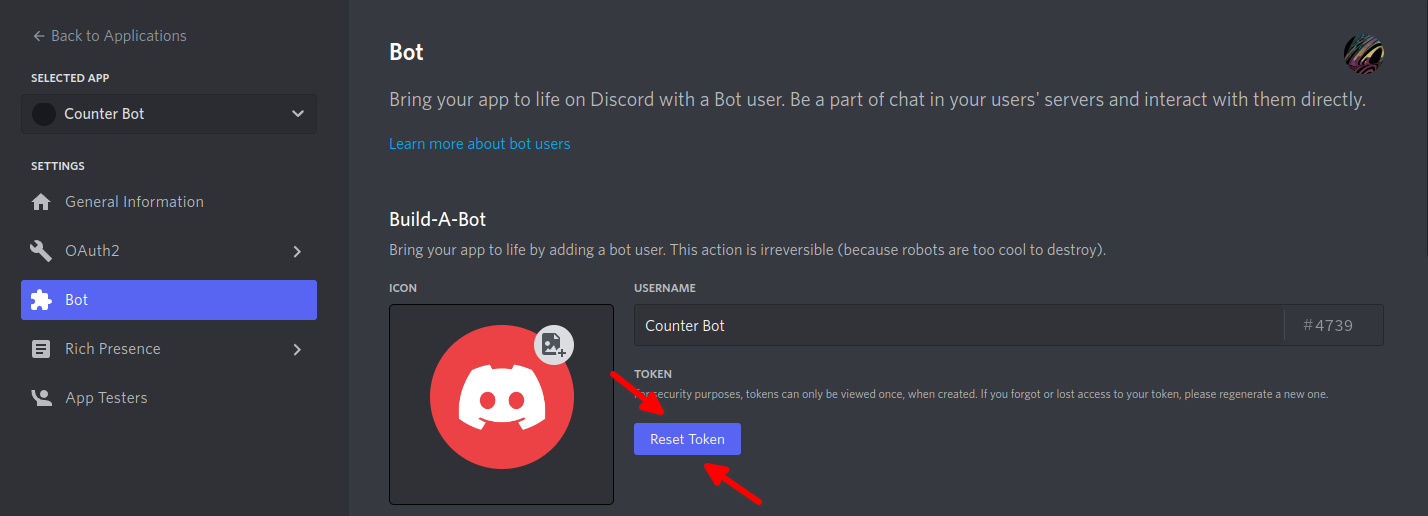 ← Back to Applications
SELECTED APP
Counter Bot
SETTINGS
General Information
OAuth2
Bot
Rich Presence
App Testers
Bot
Bring your app to life on Discord with a Bot user. Be a part of chat in your users' servers and interact with them directly.
Learn more about bot users
Build-A-Bot
Bring your app to life by adding a bot user. This action is irreversible (because robots are too cool to destroy).
ICON
USERNAME
Counter Bot
#4739
TOKEN
For security purposes, tokens can only be viewed once, when created. If you forgot or lost access to your token, please regenerate a new one.
Reset Token